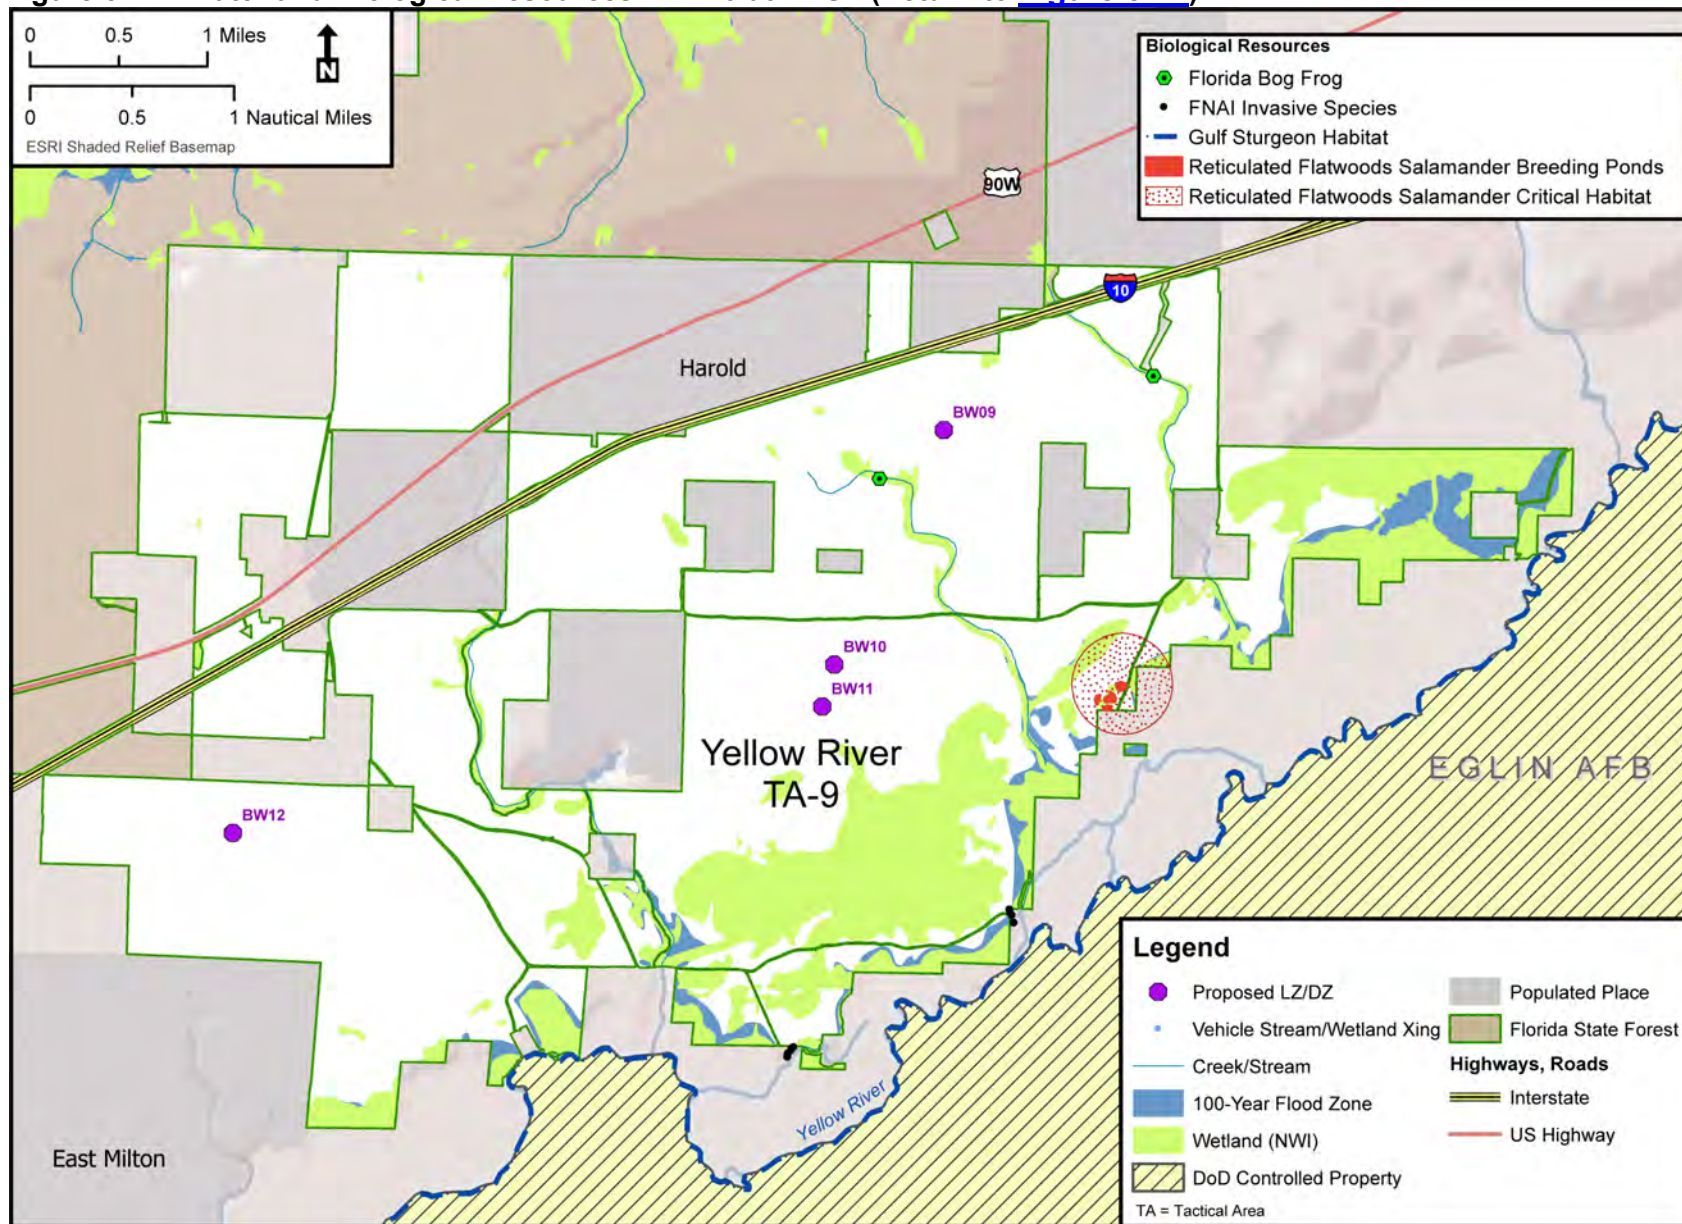 0 0.5 1 Miles
N
0 0.5 1 Nautical Miles
ESRI Shaded Relief Basemap
Biological Resources
Florida Bog Frog
FNAI Invasive Species
Gulf Sturgeon Habitat
Reticulated Flatwoods Salamander Breeding Ponds
Reticulated Flatwoods Salamander Critical Habitat
90W
10
Harold
BW09
BW10
BW11
Yellow River
TA-9
EGLIN AFB
BW12
East Milton
Yellow River
Legend
Proposed LZ/DZ
Vehicle Stream/Wetland Xing
Creek/Stream
100-Year Flood Zone
Wetland (NWI)
DoD Controlled Property
TA = Tactical Area
Populated Place
Florida State Forest
Highways, Roads
Interstate
US Highway